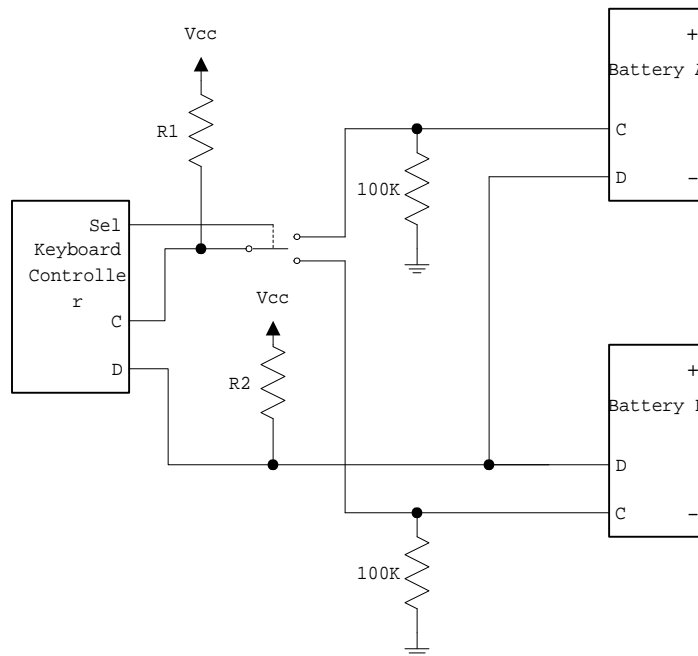 Vcc
R1
Sel
Keyboard
Controlle
r
C
D
Vcc
R2
100K
100K
+
Battery A
C
D
-
+
Battery
D
C
-